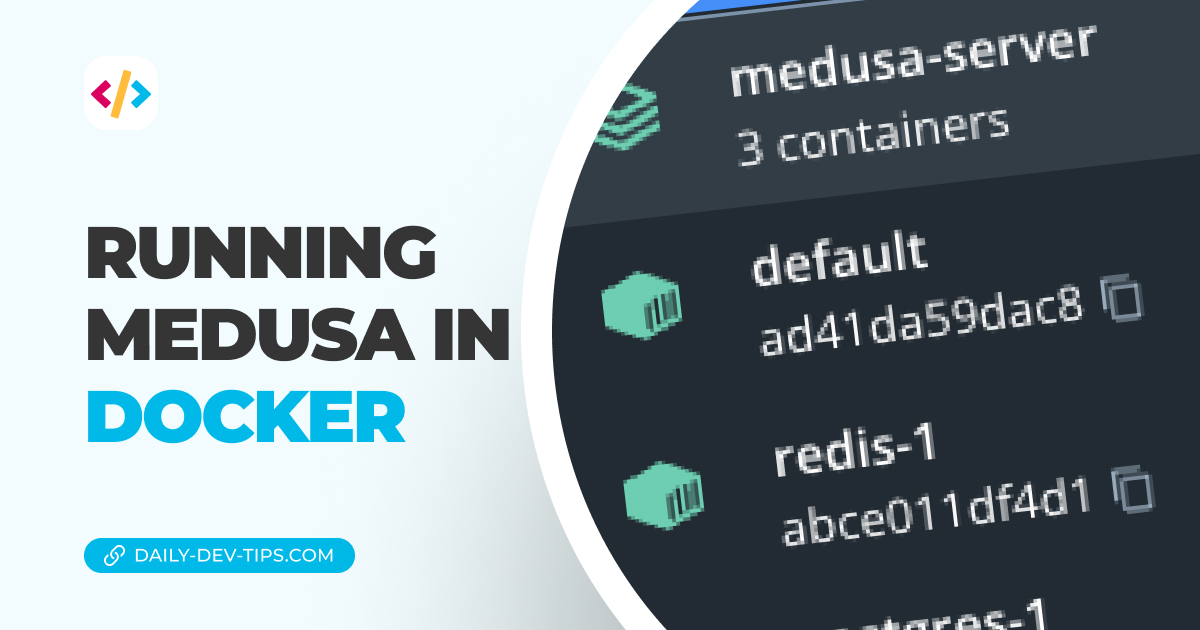 RUNNING
MEDUSA IN
DOCKER
DAILY-DEV-TIPS.COM
medusa-server
3 containers
default
ad41da59dac8
redis-1
abce011df4d1